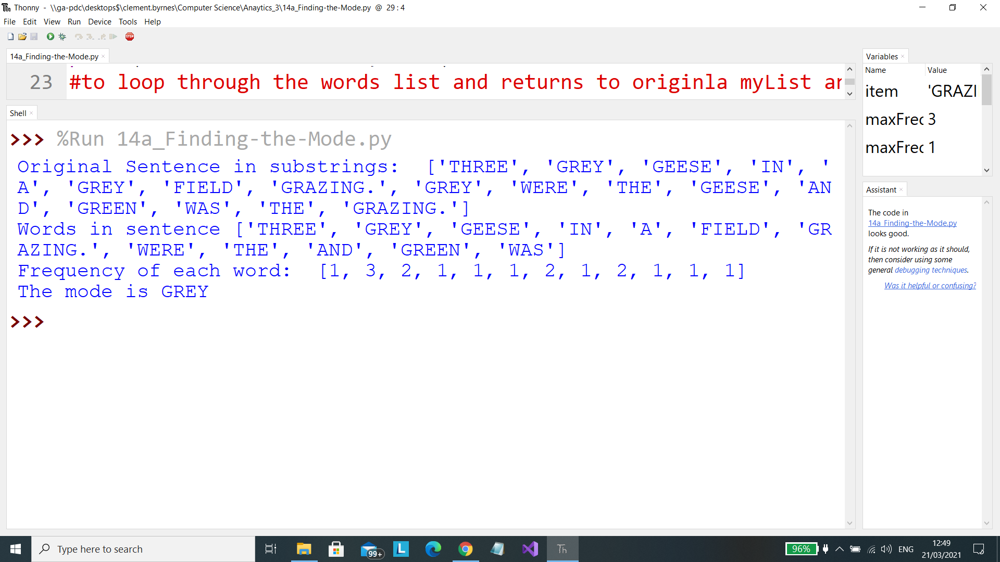 Thonny - \\ga-pdc\desktops$\clement.byrnes\Computer Science\Anaytics_3\14a_Finding-the-Mode.py @ 29 : 4
File Edit View Run Device Tools Help
STOP
14a_Finding-the-Mode.py ×
23 #to loop through the words list and returns to originla myList ar
Shell ×
>>> %Run 14a_Finding-the-Mode.py
Original Sentence in substrings:  ['THREE', 'GREY', 'GEESE', 'IN', '
A', 'GREY', 'FIELD', 'GRAZING.', 'GREY', 'WERE', 'THE', 'GEESE', 'AN
D', 'GREEN', 'WAS', 'THE', 'GRAZING.']
Words in sentence ['THREE', 'GREY', 'GEESE', 'IN', 'A', 'FIELD', 'GR
AZING.', 'WERE', 'THE', 'AND', 'GREEN', 'WAS']
Frequency of each word:  [1, 3, 2, 1, 1, 1, 2, 1, 2, 1, 1, 1]
The mode is GREY
>>>
Variables ×
Name Value
item 'GRAZI
maxFrec 3
maxFrec 1
Assistant ×
The code in
14a_Finding-the-Mode.py
looks good.
If it is not working as it should,
then consider using some
general debugging techniques.
Was it helpful or confusing?
Type here to search
99+
L
Th
96%
ENG
12:49
21/03/2021